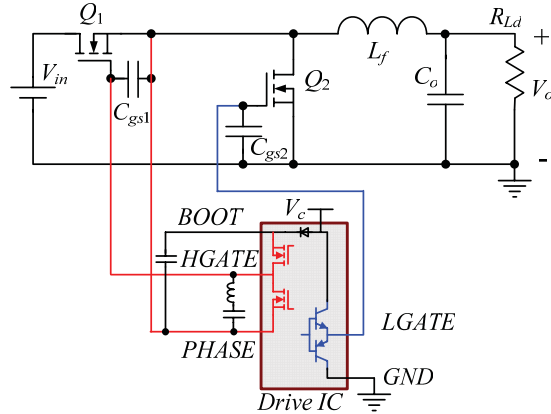 Q1
RLd
+
Vin
Lf
Co
Vo
Cgs1
Q2
Cgs2
-
Vc
BOOT
HGATE
LGATE
PHASE
GND
Drive IC